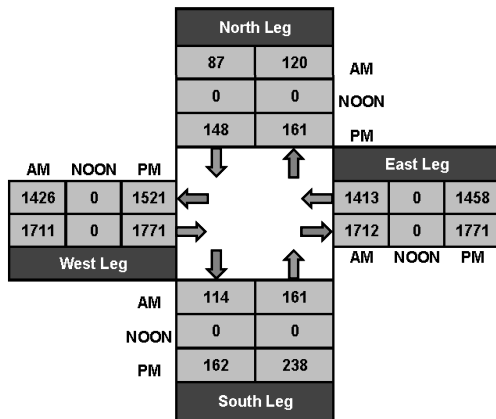 North Leg
87 120 AM
0 0 NOON
148 161 PM
AM NOON PM East Leg
1426 0 1521 1413 0 1458
1711 0 1771 1712 0 1771
West Leg AM NOON PM
AM 114 161
NOON 0 0
PM 162 238
South Leg